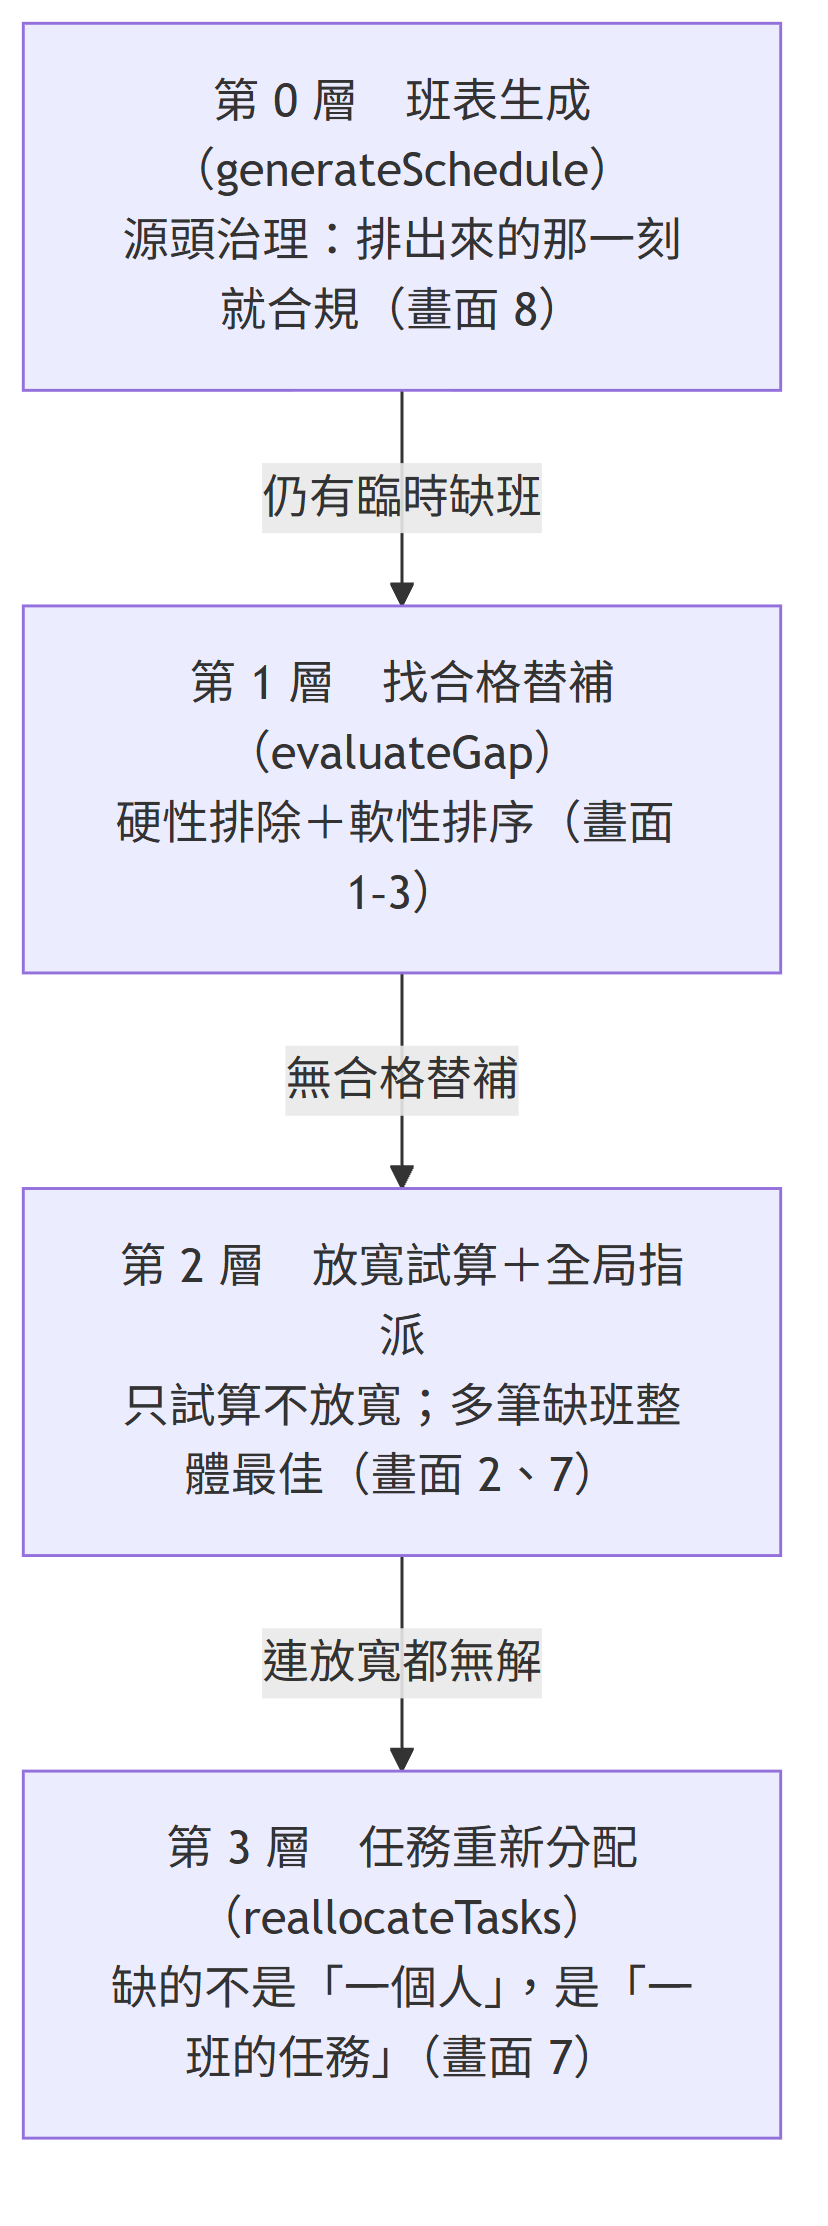 第 0 層　班表生成
（generateSchedule）
源頭治理：排出來的那一刻
就合規（畫面 8）
仍有臨時缺班
第 1 層　找合格替補
（evaluateGap）
硬性排除＋軟性排序（畫面
1-3）
無合格替補
第 2 層　放寬試算＋全局指
派
只試算不放寬；多筆缺班整
體最佳（畫面 2、7）
連放寬都無解
第 3 層　任務重新分配
（reallocateTasks）
缺的不是「一個人」，是「一
班的任務」（畫面 7）